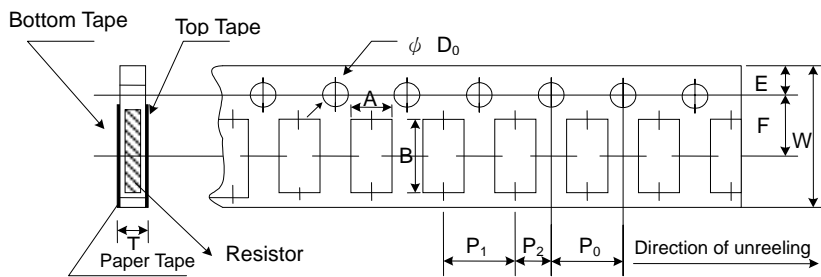 Bottom Tape
Top Tape
ϕ D₀
A
E
F
W
B
T
Paper Tape
Resistor
P₁
P₂
P₀
Direction of unreeling